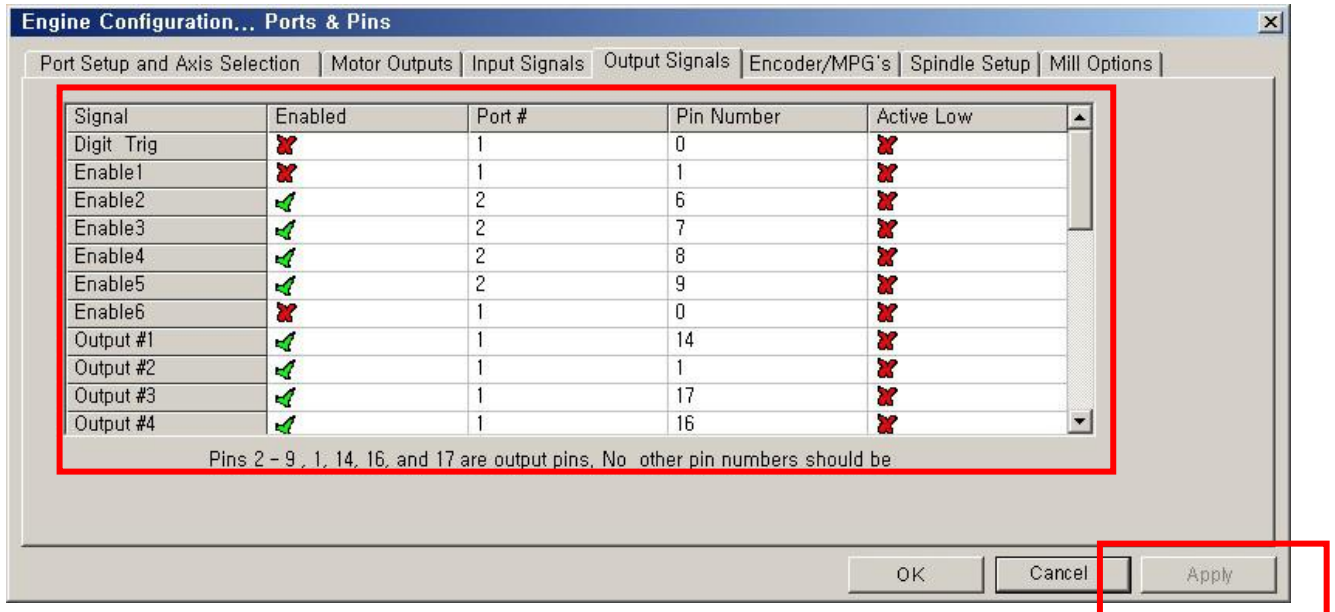 Engine Configuration... Ports & Pins
Port Setup and Axis Selection Motor Outputs Input Signals Output Signals Encoder/MPG's Spindle Setup Mill Options
Signal Enabled Port # Pin Number Active Low
Digit Trig 1 0
Enable1 1 1
Enable2 2 6
Enable3 2 7
Enable4 2 8
Enable5 2 9
Enable6 1 0
Output #1 1 14
Output #2 1 1
Output #3 1 17
Output #4 1 16
Pins 2 - 9 , 1, 14, 16, and 17 are output pins, No other pin numbers should be
OK Cancel Apply